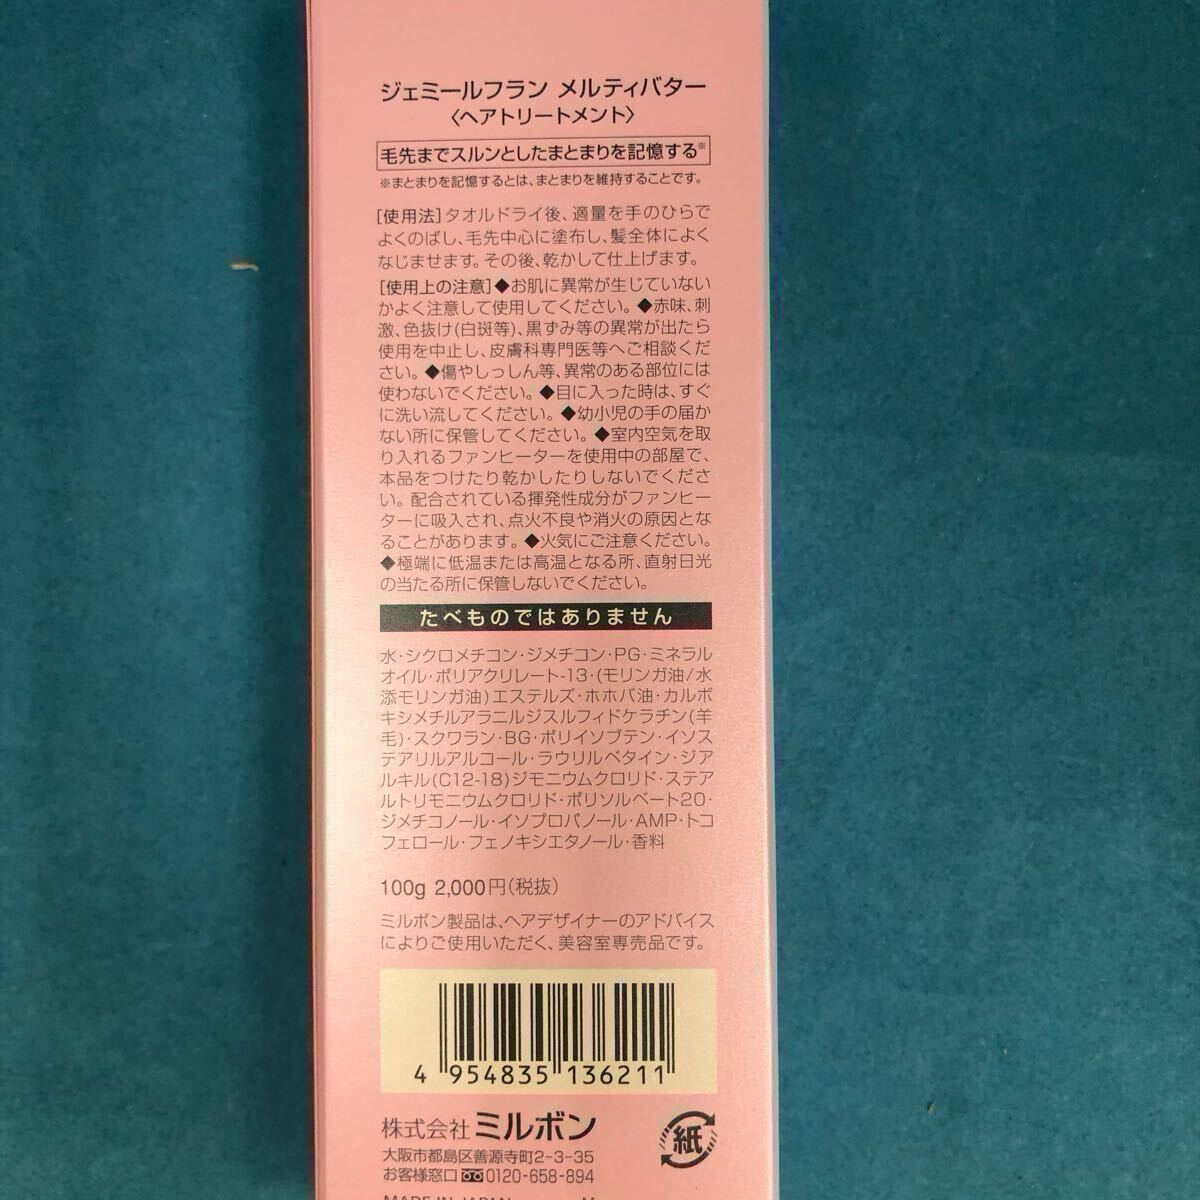 ジェミールフラン メルティバター
〈ヘアトリートメント〉
毛先までスルンとしたまとまりを記憶する※
※まとまりを記憶するとは、まとまりを維持することです。
[使用法]タオルドライ後、適量を手のひらで
よくのばし、毛先中心に塗布し、髪全体によく
なじませます。その後、乾かして仕上げます。
[使用上の注意]◆お肌に異常が生じていない
かよく注意して使用してください。◆赤味、刺
激、色抜け(白斑等)、黒ずみ等の異常が出たら
使用を中止し、皮膚科専門医等へご相談くだ
さい。◆傷やしっしん等、異常のある部位には
使わないでください。◆目に入った時は、すぐ
に洗い流してください。◆幼小児の手の届か
ない所に保管してください。◆室内空気を取
り入れるファンヒーターを使用中の部屋で、
本品をつけたり乾かしたりしないでくださ
い。配合されている揮発性成分がファンヒー
ターに吸入され、点火不良や消火の原因とな
ることがあります。◆火気にご注意ください。
◆極端に低温または高温となる所、直射日光
の当たる所に保管しないでください。
たべものではありません
水・シクロメチコン・ジメチコン・PG・ミネラル
オイル・ポリアクリレート-13・(モリンガ油/水
添モリンガ油)エステルズ・ホホバ油・カルボ
キシメチルアラニルジスルフィドケラチン(羊
毛)・スクワラン・BG・ポリイソブテン・イソス
テアリルアルコール・ラウリルベタイン・ジア
ルキル(C12-18)ジモニウムクロリド・ステア
ルトリモニウムクロリド・ポリソルベート20・
ジメチコノール・イソプロパノール・AMP・トコ
フェロール・フェノキシエタノール・香料
100g 2,000円(税抜)
ミルボン製品は、ヘアデザイナーのアドバイス
によりご使用いただく、美容室専売品です。
4 954835 136211
株式会社 ミルボン
紙
大阪市都島区善源寺町2-3-35
お客様窓口 0120-658-894
MADE IN JAPAN